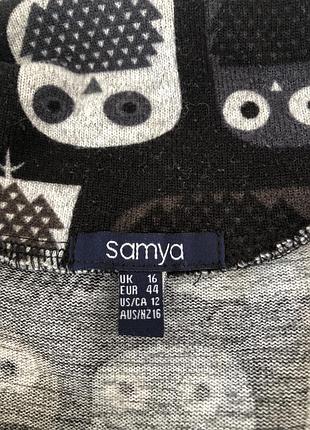 samya
UK 16
EUR 44
US/CA 12
AUS/NZ16